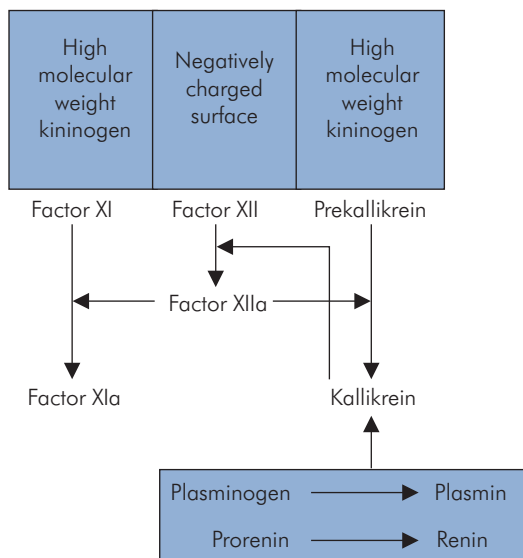 High
molecular
weight
kininogen
Negatively
charged
surface
High
molecular
weight
kininogen
Factor XI
Factor XII
Prekallikrein
Factor XIIa
Factor XIa
Kallikrein
Plasminogen
Plasmin
Prorenin
Renin